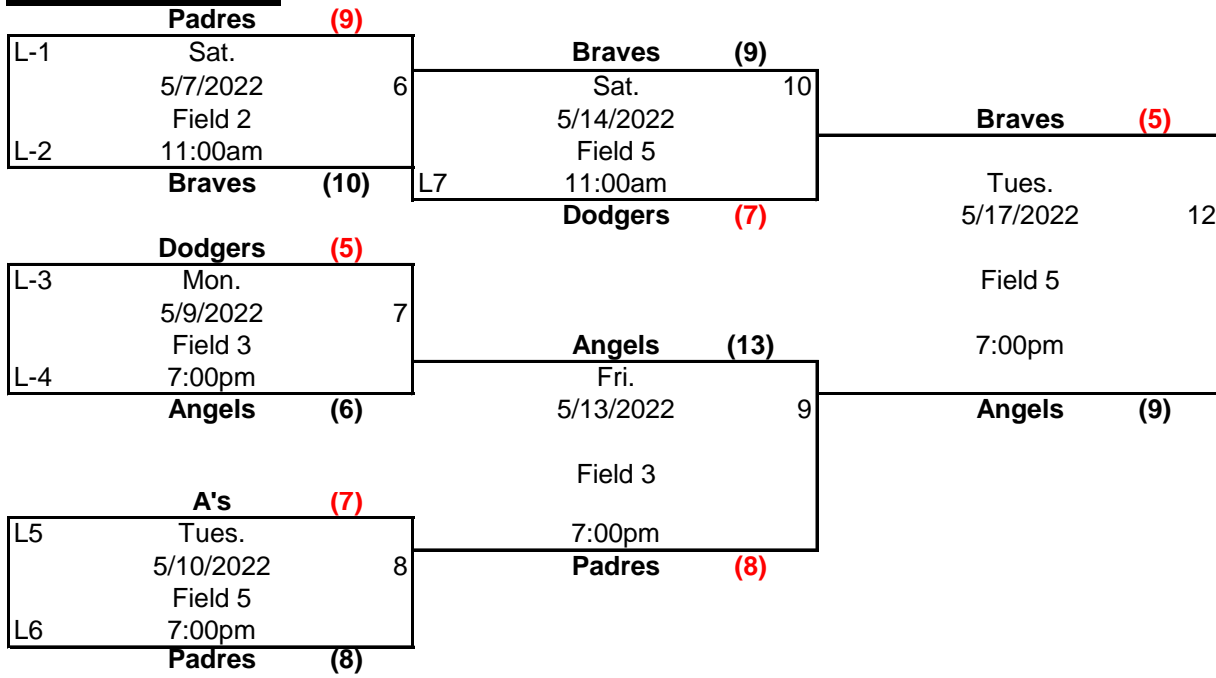 Padres (9)
L-1 Sat. Braves (9)
5/7/2022 6 Sat. 10
Field 2 5/14/2022 Braves (5)
L-2 11:00am Field 5
Braves (10) L7 11:00am Tues.
Dodgers (7) 5/17/2022 12
Dodgers (5)
L-3 Mon. Field 5
5/9/2022 7
Field 3 Angels (13) 7:00pm
L-4 7:00pm Fri.
Angels (6) 5/13/2022 9 Angels (9)
Field 3
A's (7)
L5 Tues. 7:00pm
5/10/2022 8 Padres (8)
Field 5
L6 7:00pm
Padres (8)